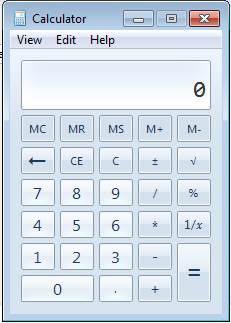 Calculator
View Edit Help
0
MC MR MS M+ M-
← CE C ± √
7 8 9 / %
4 5 6 * 1/x
1 2 3 - =
0 . +